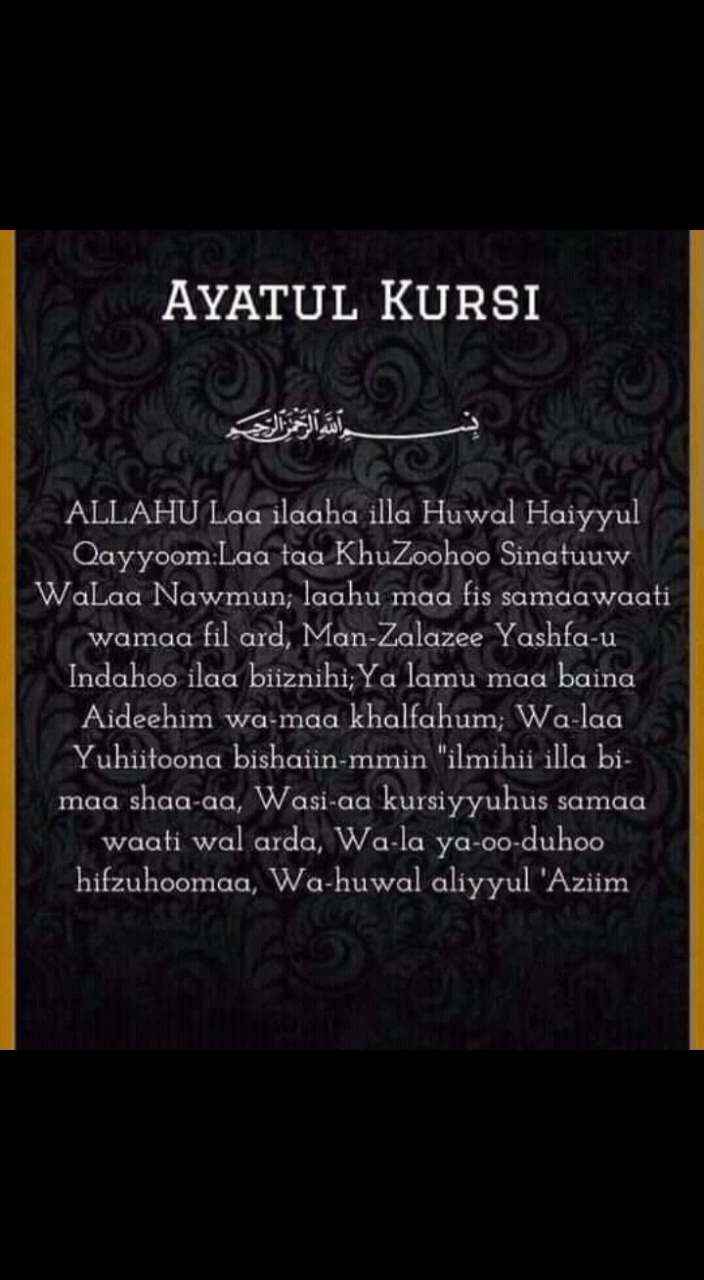 AYATUL KURSI
بِسْمِ اللَّهِ الرَّحْمَٰنِ الرَّحِيمِ
ALLAHU Laa ilaaha illa Huwal Haiyyul
Qayyoom:Laa taa KhuZoohoo Sinatuuw
WaLaa Nawmun; laahu maa fis samaawaati
wamaa fil ard, Man-Zalazee Yashfa-u
Indahoo ilaa biiznihi;Ya lamu maa baina
Aideehim wa-maa khalfahum; Wa-laa
Yuhiitoona bishaiin-mmin "ilmihii illa bi-
maa shaa-aa, Wasi-aa kursiyyuhus samaa
waati wal arda, Wa-la ya-oo-duhoo
hifzuhoomaa, Wa-huwal aliyyul 'Aziim